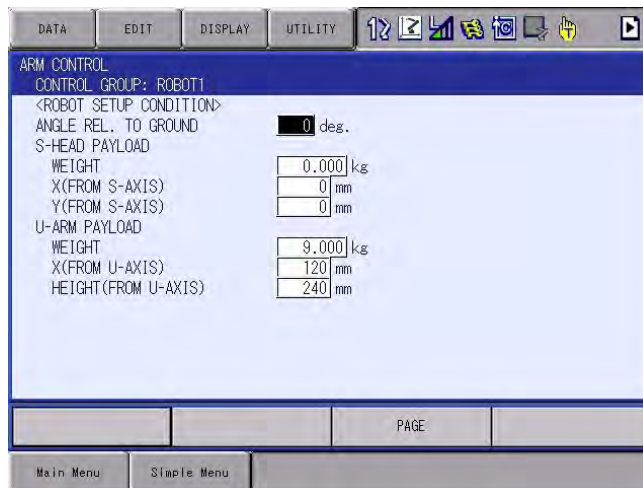 DATA EDIT DISPLAY UTILITY
ARM CONTROL
CONTROL GROUP: ROBOT1
<ROBOT SETUP CONDITION>
ANGLE REL. TO GROUND 0 deg.
S-HEAD PAYLOAD
WEIGHT 0.000 kg
X(FROM S-AXIS) 0 mm
Y(FROM S-AXIS) 0 mm
U-ARM PAYLOAD
WEIGHT 9.000 kg
X(FROM U-AXIS) 120 mm
HEIGHT(FROM U-AXIS) 240 mm
PAGE
Main Menu Simple Menu